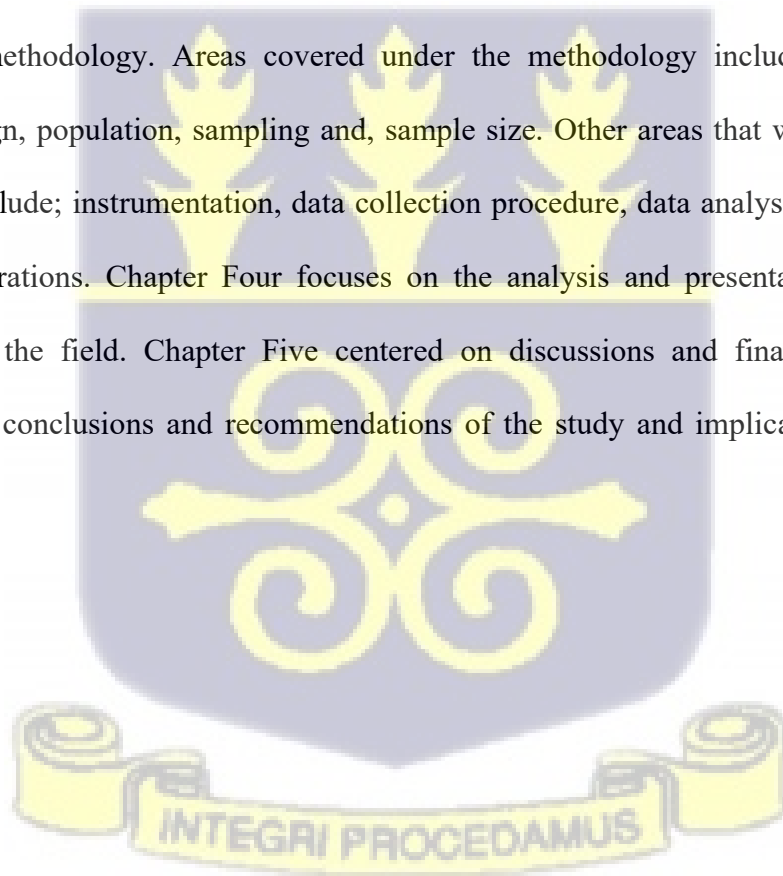 methodology. Areas covered under the methodology includ
gn, population, sampling and, sample size. Other areas that w
lude; instrumentation, data collection procedure, data analys
rations. Chapter Four focuses on the analysis and presenta
the field. Chapter Five centered on discussions and fina
conclusions and recommendations of the study and implica
INTEGRI PROCEDAMUS